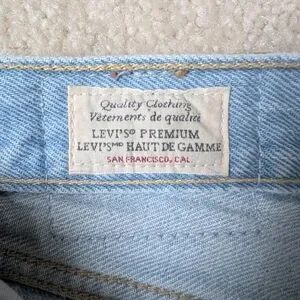 Quality Clothing
Vêtements de qualité
LEVI'S® PREMIUM
LEVI'S ᴹᴰ HAUT DE GAMME
SAN FRANCISCO, CAL.